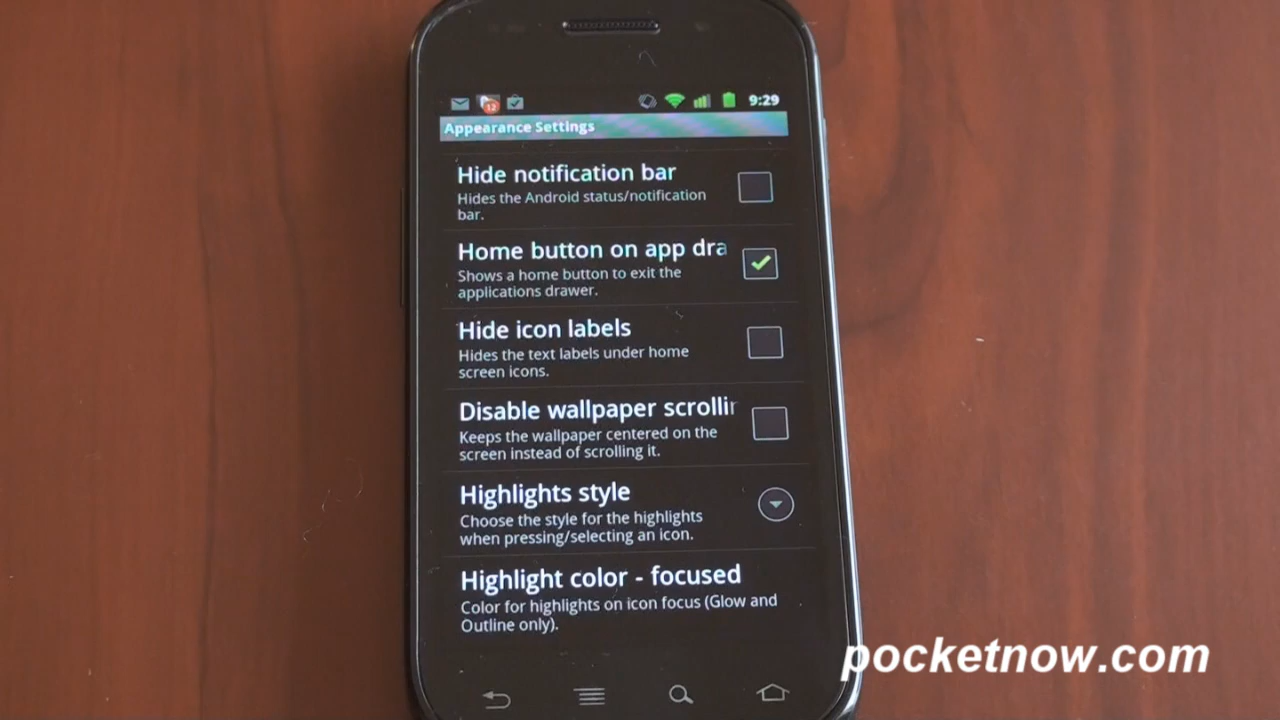 12
9:29
Appearance Settings
Hide notification bar
Hides the Android status/notification
bar.
Home button on app dra
Shows a home button to exit the
applications drawer.
Hide icon labels
Hides the text labels under home
screen icons.
Disable wallpaper scrollin
Keeps the wallpaper centered on the
screen instead of scrolling it.
Highlights style
Choose the style for the highlights
when pressing/selecting an icon.
Highlight color - focused
Color for highlights on icon focus (Glow and
Outline only).
pocketnow.com